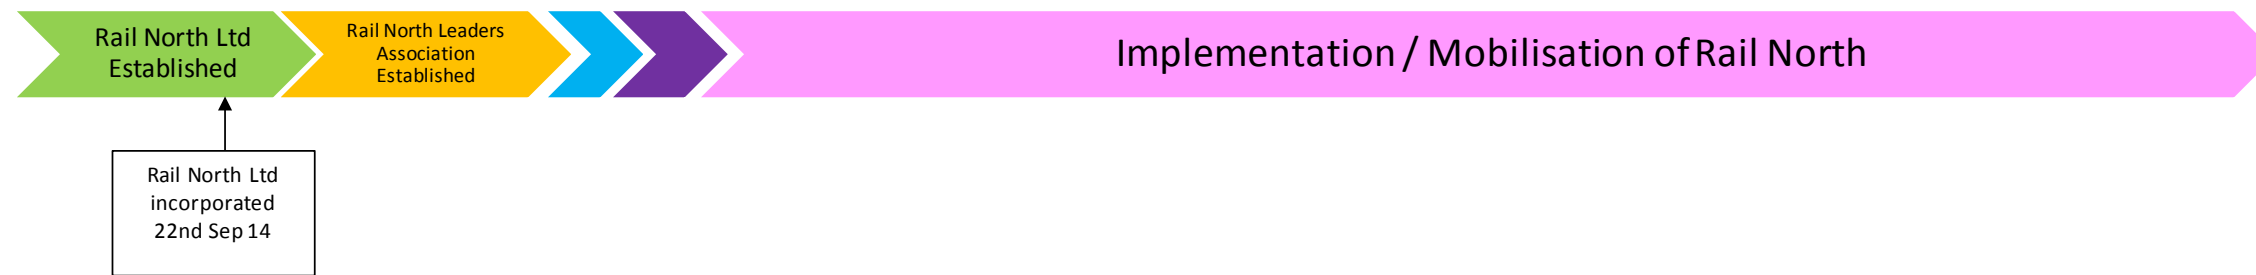 Rail North Ltd
Established
Rail North Leaders
Association
Established
Implementation / Mobilisation of Rail North
Rail North Ltd
incorporated
22nd Sep 14